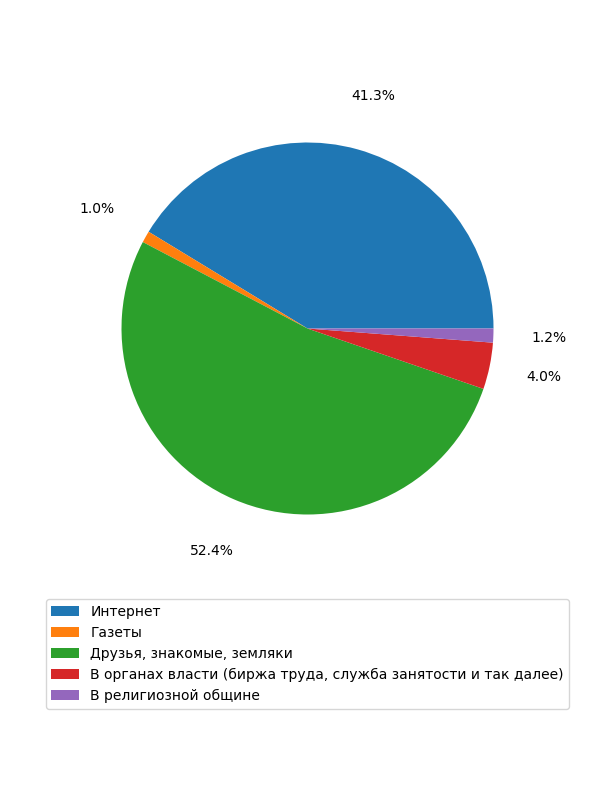 41.3%
1.0%
1.2%
4.0%
52.4%
Интернет
Газеты
Друзья, знакомые, земляки
В органах власти (биржа труда, служба занятости и так далее)
В религиозной общине